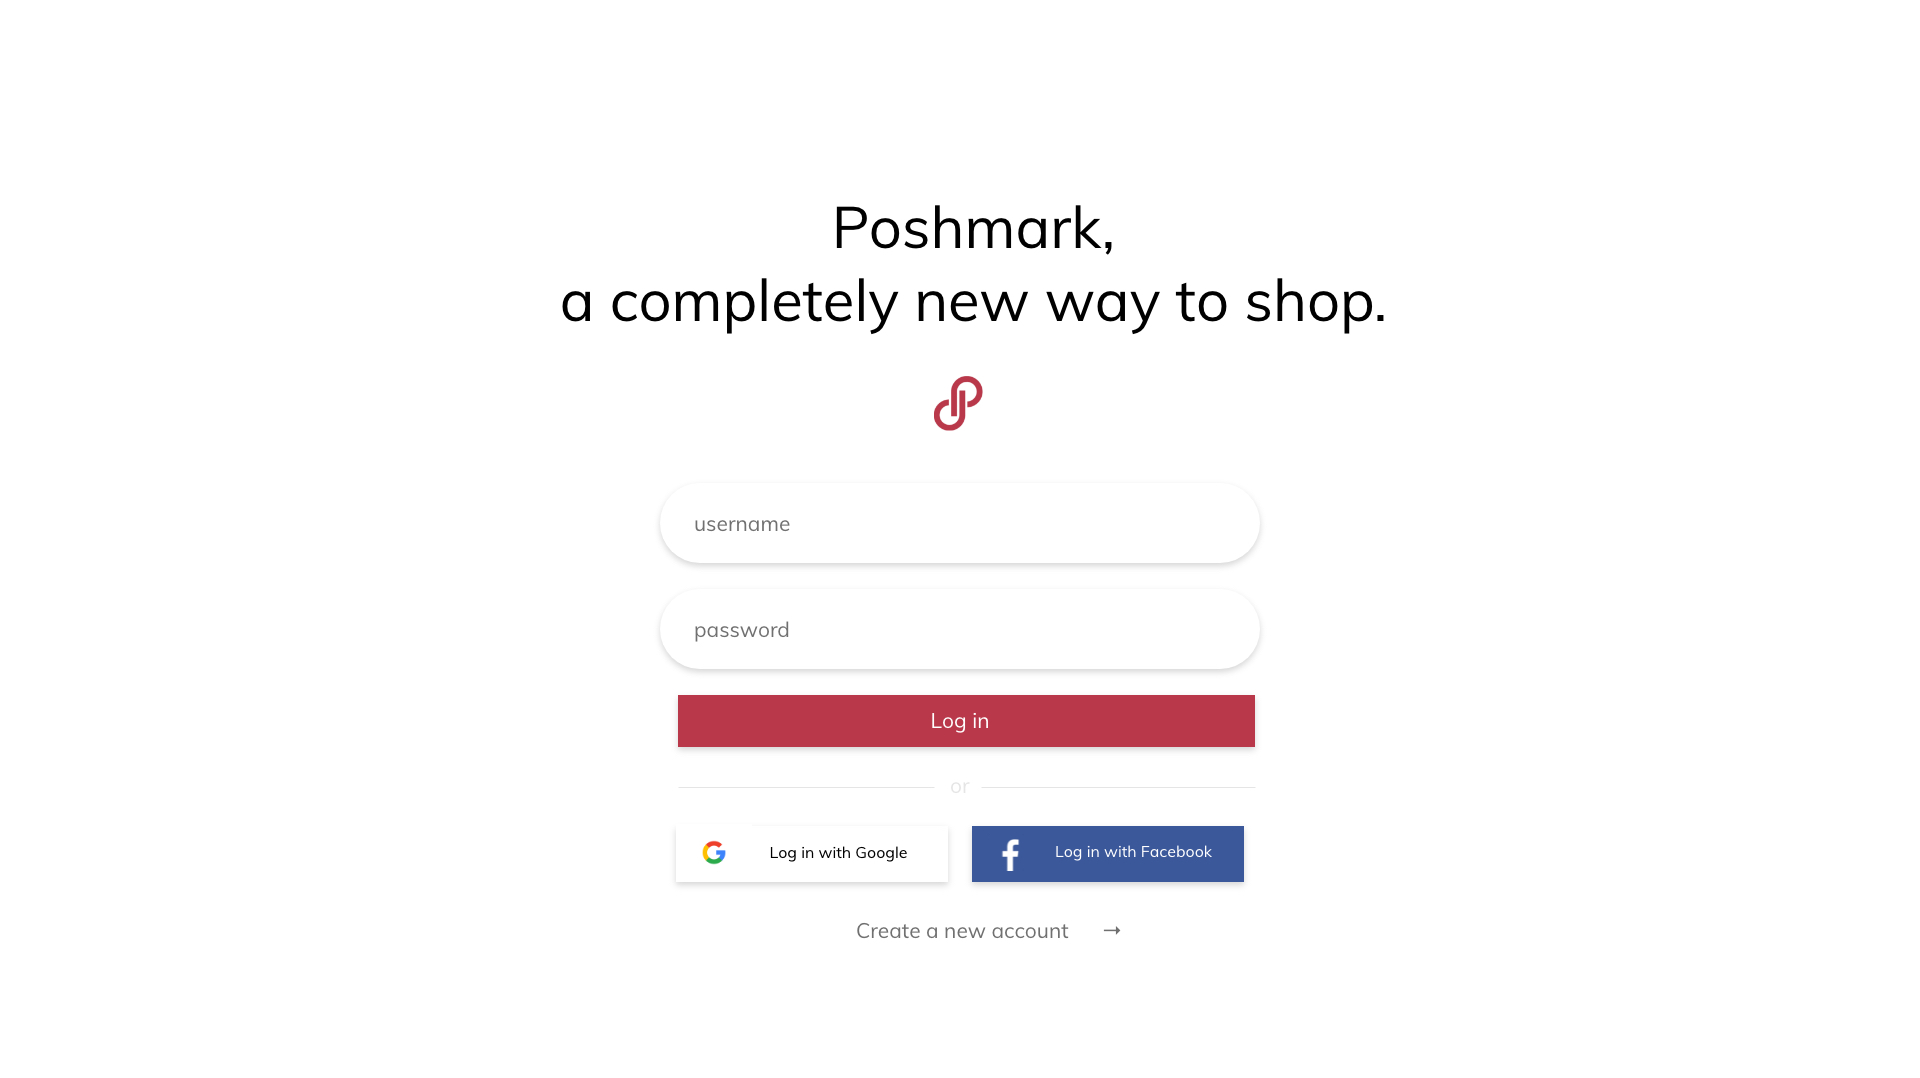 Poshmark,
a completely new way to shop.
username
password
Log in
or
Log in with Google
Log in with Facebook
Create a new account →